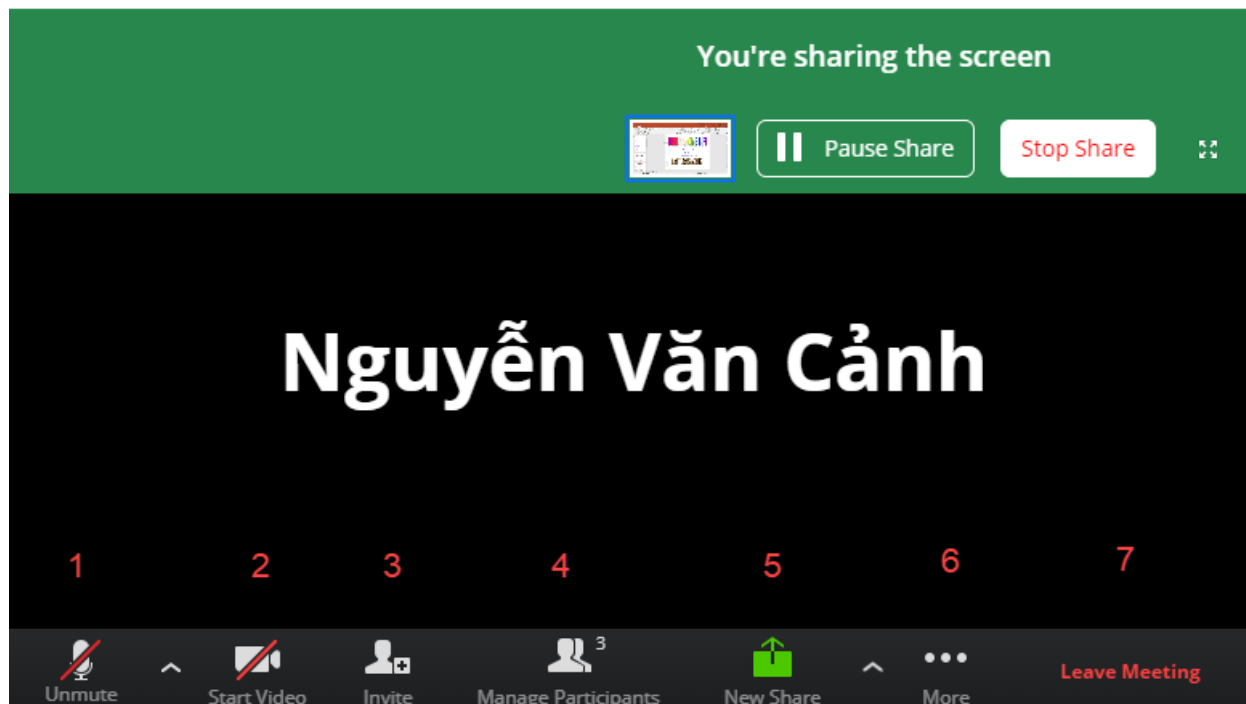 You're sharing the screen
Pause Share Stop Share
Nguyễn Văn Cảnh
1 2 3 4 5 6 7
3
Unmute Start Video Invite Manage Participants New Share More Leave Meeting